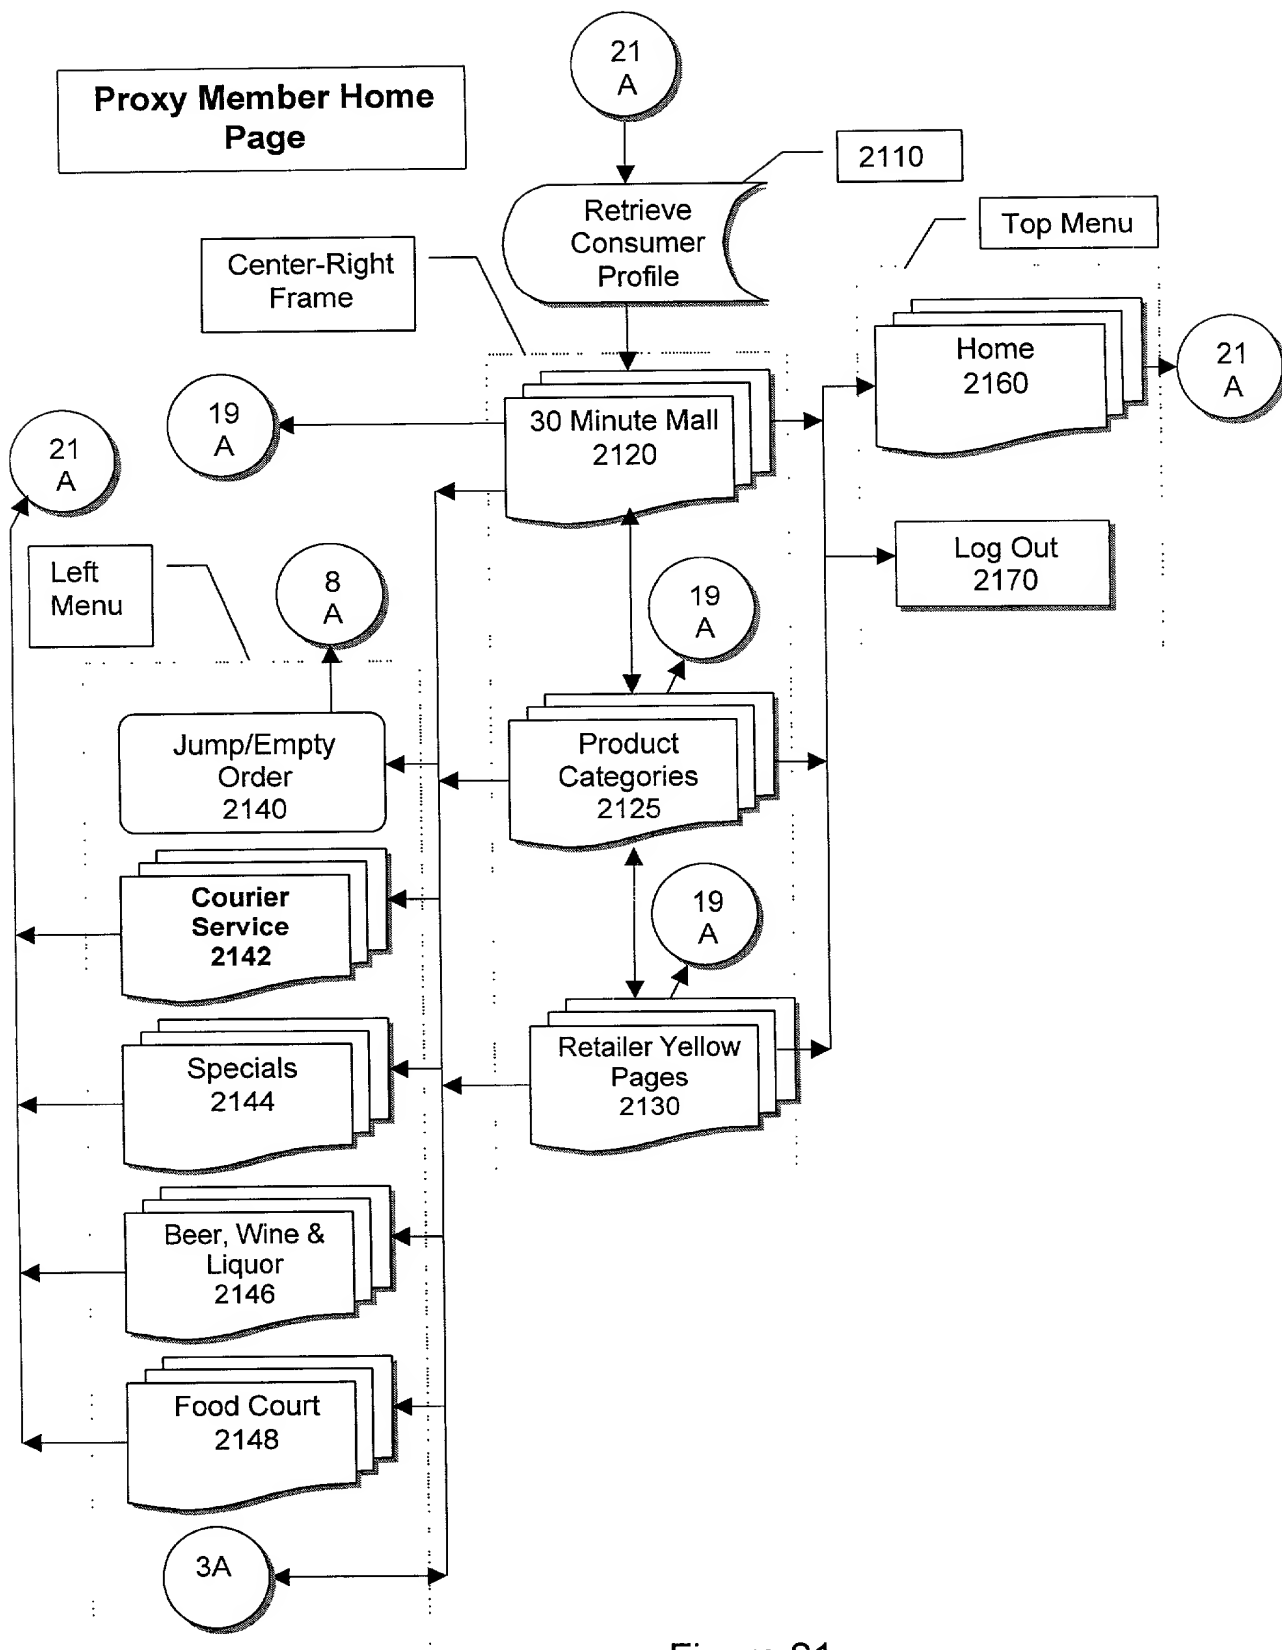 21
A
Proxy Member Home
Page
2110
Retrieve
Consumer
Profile
Top Menu
Center-Right
Frame
Home
2160
21
A
30 Minute Mall
2120
19
A
21
A
Log Out
2170
Left
Menu
8
A
19
A
Jump/Empty
Order
2140
Product
Categories
2125
Courier
Service
2142
19
A
Specials
2144
Retailer Yellow
Pages
2130
Beer, Wine &
Liquor
2146
Food Court
2148
3A
Figure 21